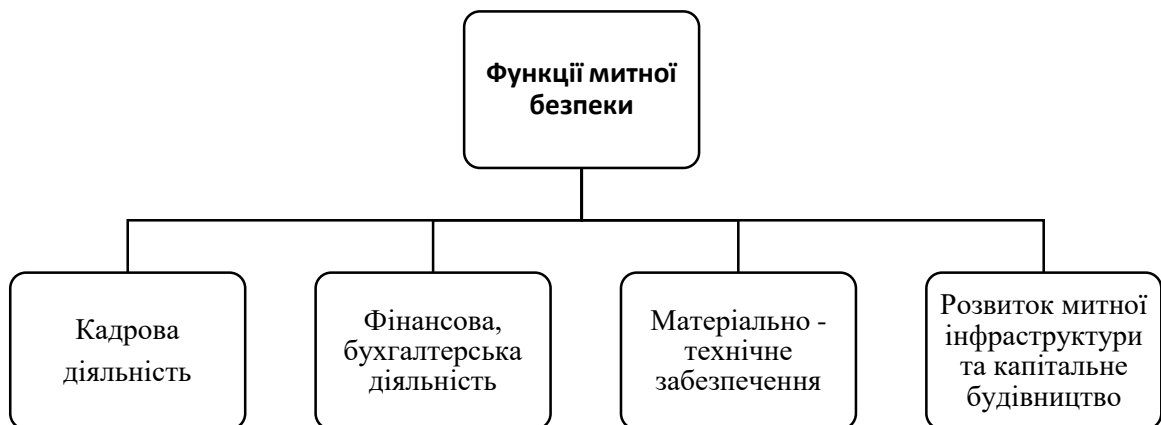 Функції митної
безпеки
Кадрова
діяльність
Фінансова,
бухгалтерська
діяльність
Матеріально -
технічне
забезпечення
Розвиток митної
інфраструктури
та капітальне
будівництво